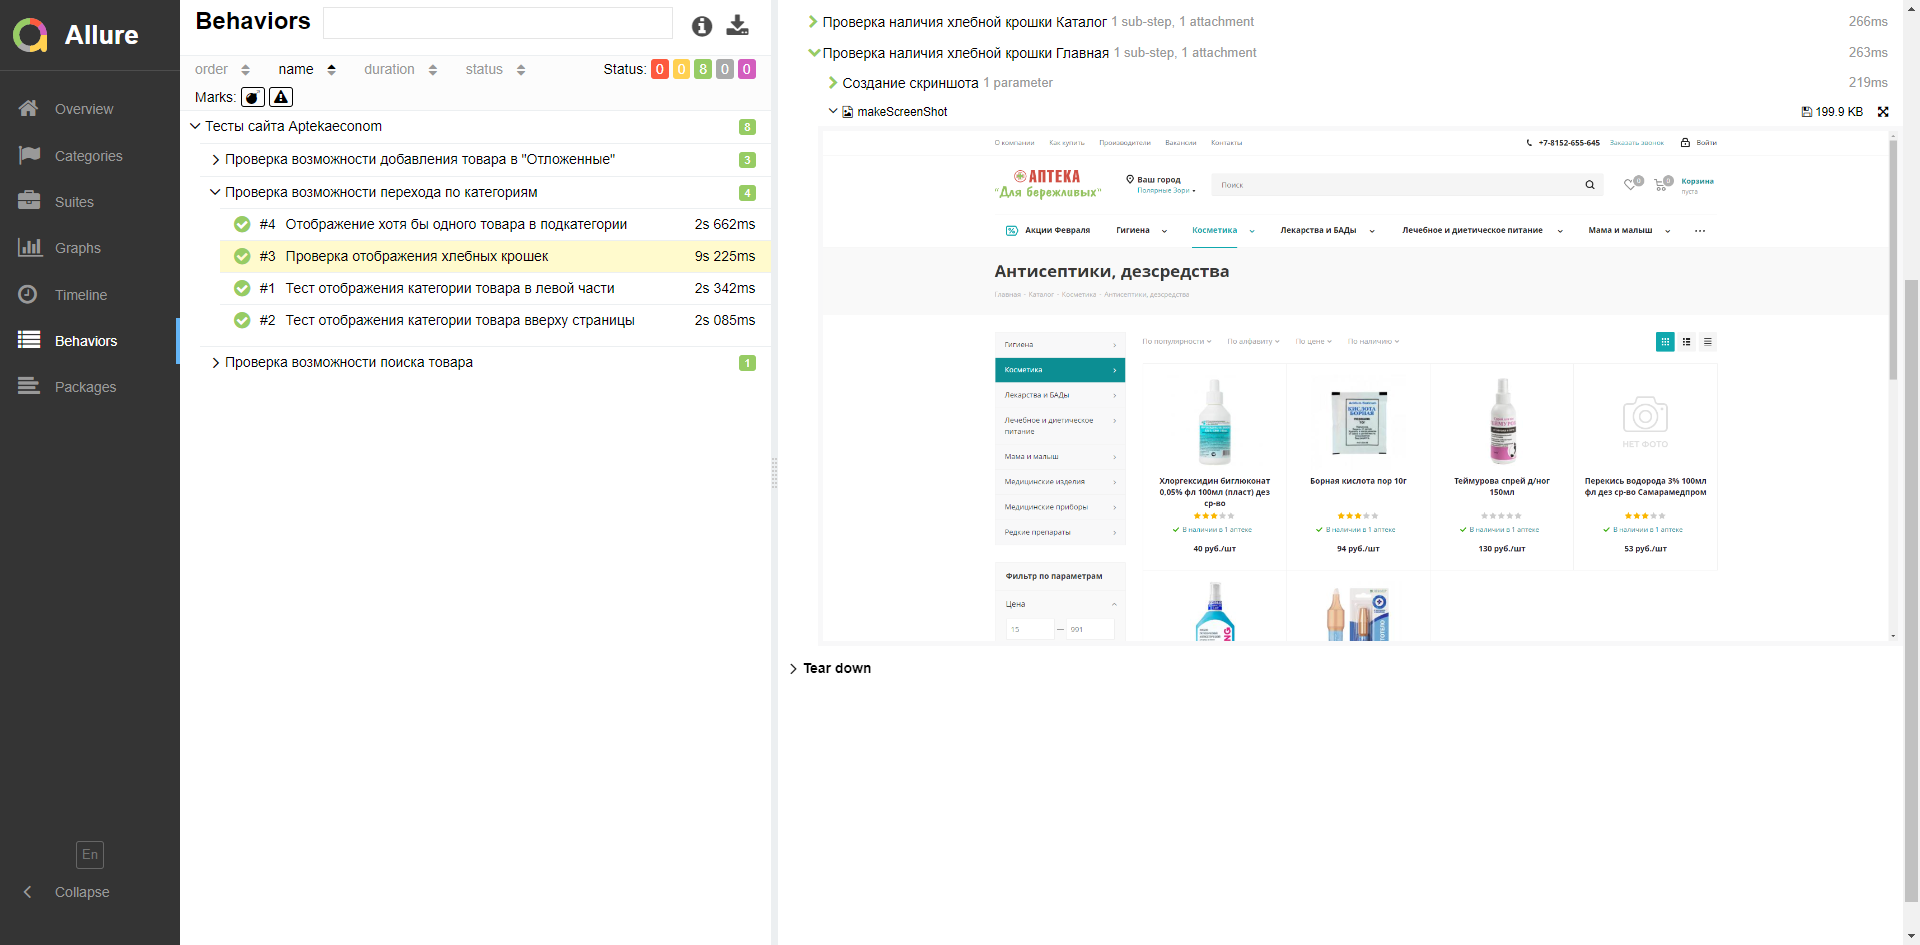 Allure
Overview
Categories
Suites
Graphs
Timeline
Behaviors
Packages
En
Collapse
Behaviors
order name duration status Status: 0 0 8 0 0
Marks:
Тесты сайта Aptekaeconom 8
Проверка возможности добавления товара в "Отложенные" 3
Проверка возможности перехода по категориям 4
#4 Отображение хотя бы одного товара в подкатегории 2s 662ms
#3 Проверка отображения хлебных крошек 9s 225ms
#1 Тест отображения категории товара в левой части 2s 342ms
#2 Тест отображения категории товара вверху страницы 2s 085ms
Проверка возможности поиска товара 1
Проверка наличия хлебной крошки Каталог 1 sub-step, 1 attachment 266ms
Проверка наличия хлебной крошки Главная 1 sub-step, 1 attachment 263ms
Создание скриншота 1 parameter 219ms
makeScreenShot 199.9 KB
О компании Как купить Производители Вакансии Контакты +7-8152-655-645 Заказать звонок Войти
АПТЕКА
"Для бережливых"
Ваш город
Полярные Зори
Поиск
0 0 Корзина
пуста
Акции Февраля Гигиена Косметика Лекарства и БАДы Лечебное и диетическое питание Мама и малыш
Антисептики, дезсредства
Главная - Каталог - Косметика - Антисептики, дезсредства
Гигиена
Косметика
Лекарства и БАДы
Лечебное и диетическое
питание
Мама и малыш
Медицинские изделия
Медицинские приборы
Редкие препараты
Фильтр по параметрам
Цена
15 — 901
По популярности По алфавиту По цене По наличию
КИСЛОТА
БОРНАЯ
НЕТ ФОТО
Хлоргексидин биглюконат
0,05% фл 100мл (пласт) дез
ср-во
В наличии в 1 аптеке
40 руб./шт
Борная кислота пор 10г
В наличии в 1 аптеке
94 руб./шт
Теймурова спрей д/ног
150мл
В наличии в 1 аптеке
130 руб./шт
Перекись водорода 3% 100мл
фл дез ср-во Самарамедпром
В наличии в 1 аптеке
53 руб./шт
Tear down